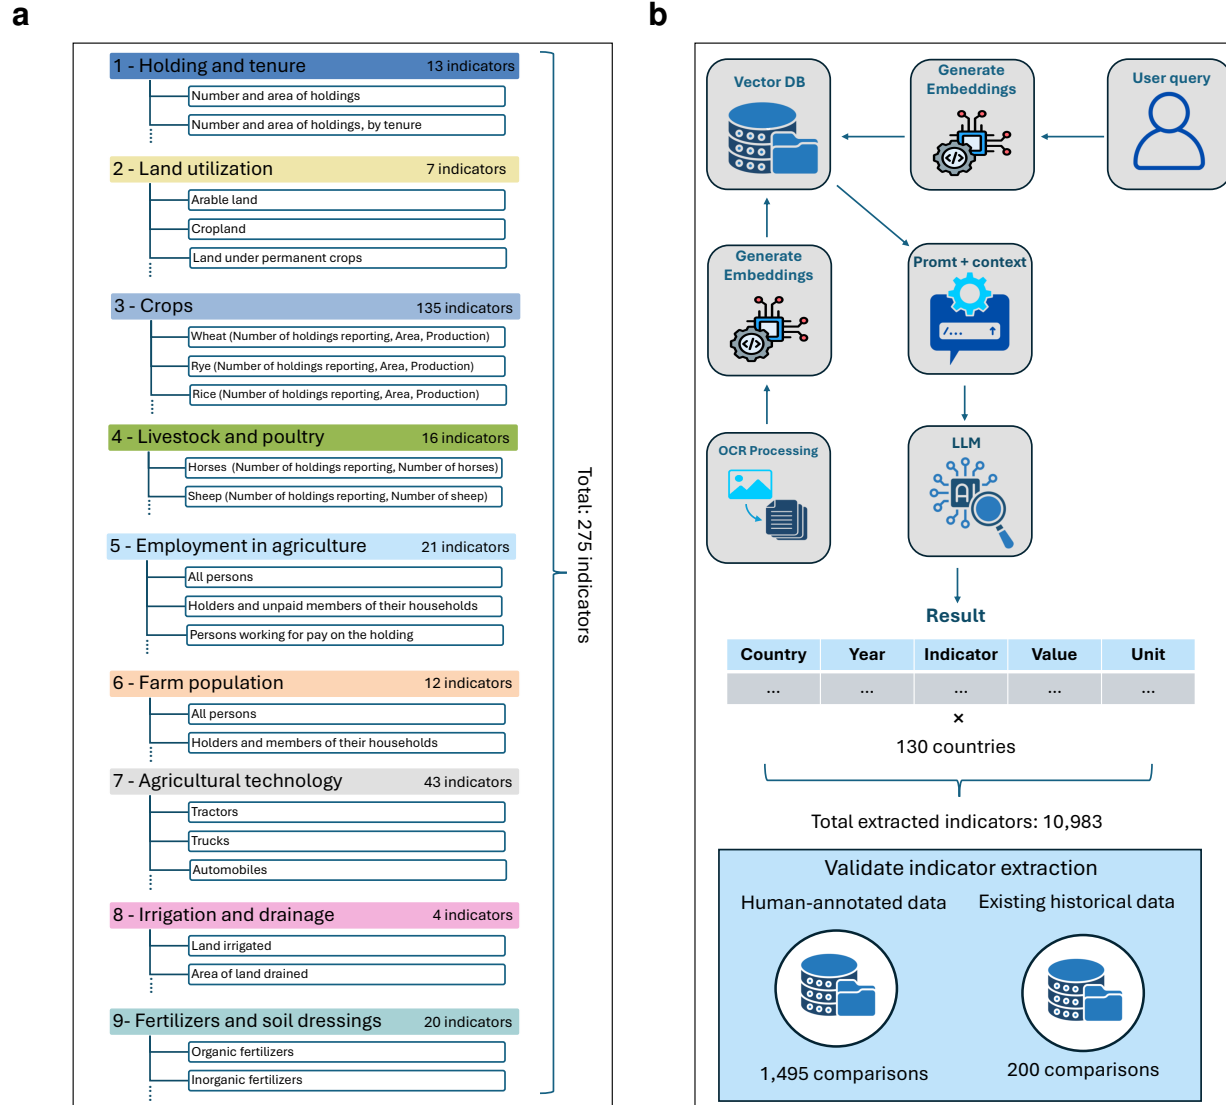 a
1 - Holding and tenure 13 indicators
Number and area of holdings
Number and area of holdings, by tenure
2 - Land utilization 7 indicators
Arable land
Cropland
Land under permanent crops
3 - Crops 135 indicators
Wheat (Number of holdings reporting, Area, Production)
Rye (Number of holdings reporting, Area, Production)
Rice (Number of holdings reporting, Area, Production)
4 - Livestock and poultry 16 indicators
Horses (Number of holdings reporting, Number of horses)
Sheep (Number of holdings reporting, Number of sheep)
5 - Employment in agriculture 21 indicators
All persons
Holders and unpaid members of their households
Persons working for pay on the holding
6 - Farm population 12 indicators
All persons
Holders and members of their households
7 - Agricultural technology 43 indicators
Tractors
Trucks
Automobiles
8 - Irrigation and drainage 4 indicators
Land irrigated
Area of land drained
9- Fertilizers and soil dressings 20 indicators
Organic fertilizers
Inorganic fertilizers
Total: 275 indicators
b
Vector DB
Generate
Embeddings
</>
User query
Generate
Embeddings
</>
Promt + context
/...
OCR Processing
LLM
AI
Result
Country Year Indicator Value Unit
... ... ... ... ...
×
130 countries
Total extracted indicators: 10,983
Validate indicator extraction
Human-annotated data
Existing historical data
1,495 comparisons
200 comparisons